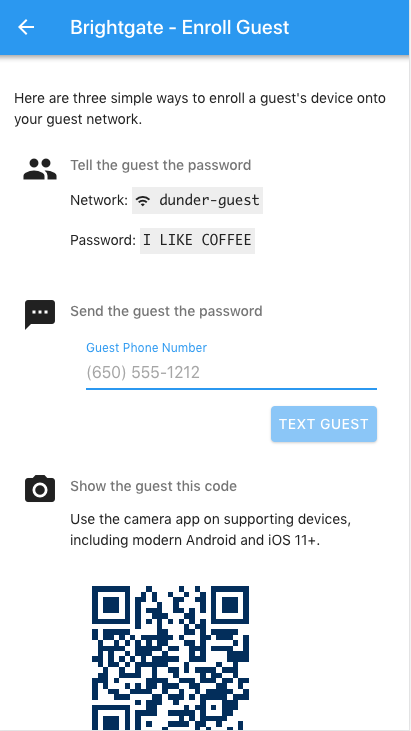 Brightgate - Enroll Guest
Here are three simple ways to enroll a guest's device onto
your guest network.
Tell the guest the password
Network: dunder-guest
Password: I LIKE COFFEE
Send the guest the password
Guest Phone Number
(650) 555-1212
TEXT GUEST
Show the guest this code
Use the camera app on supporting devices,
including modern Android and iOS 11+.